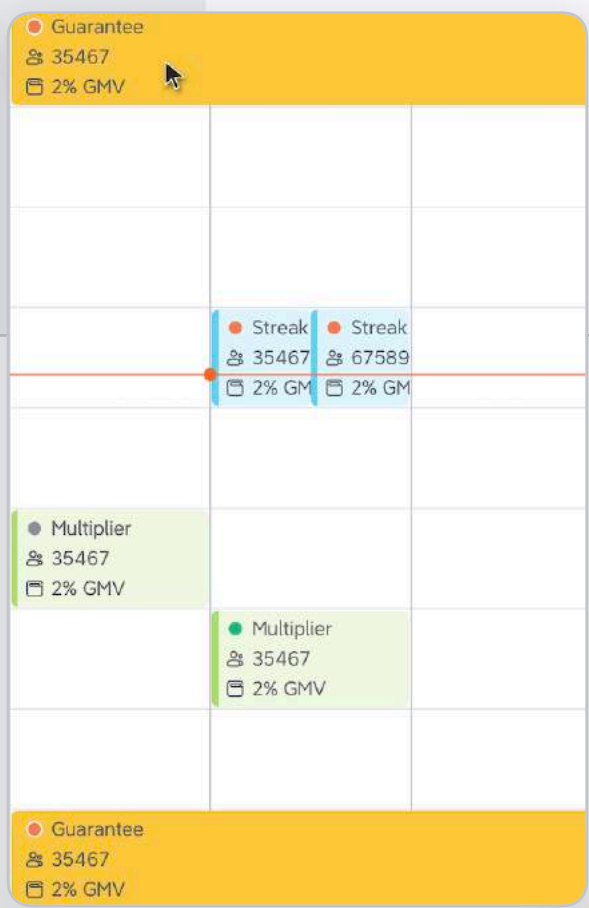 Guarantee
35467
2% GMV
Streak
35467
2% GM
Streak
67589
2% GM
Multiplier
35467
2% GMV
Multiplier
35467
2% GMV
Guarantee
35467
2% GMV